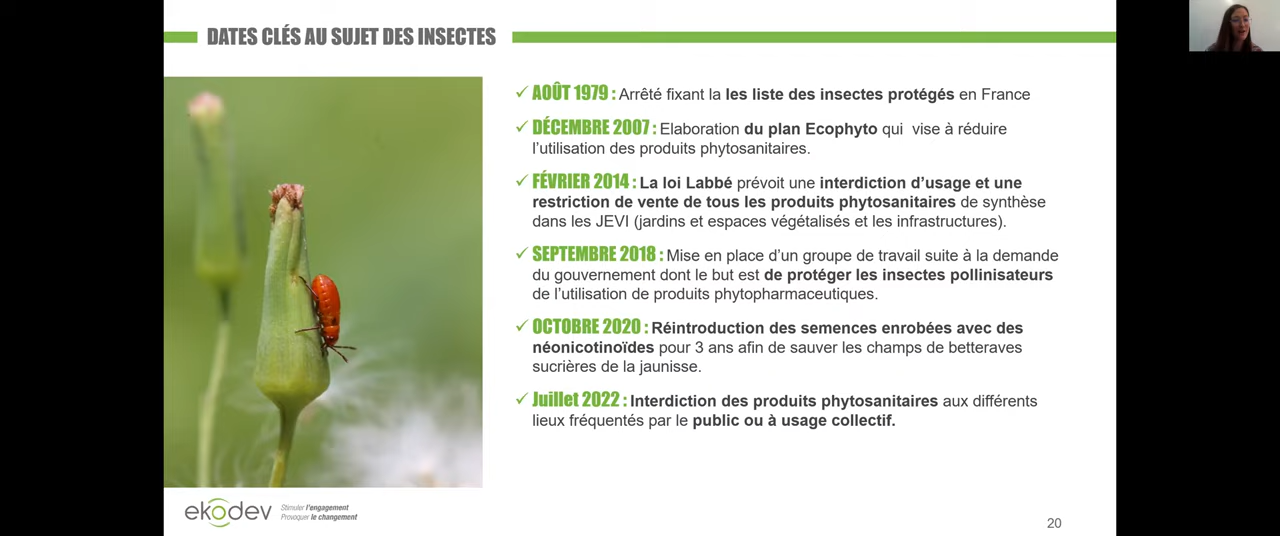 DATES CLÉS AU SUJET DES INSECTES
✓ AOÛT 1979 : Arrêté fixant la les liste des insectes protégés en France
✓ DÉCEMBRE 2007 : Elaboration du plan Ecophyto qui vise à réduire
l’utilisation des produits phytosanitaires.
✓ FÉVRIER 2014 : La loi Labbé prévoit une interdiction d’usage et une
restriction de vente de tous les produits phytosanitaires de synthèse
dans les JEVI (jardins et espaces végétalisés et les infrastructures).
✓ SEPTEMBRE 2018 : Mise en place d’un groupe de travail suite à la demande
du gouvernement dont le but est de protéger les insectes pollinisateurs
de l’utilisation de produits phytopharmaceutiques.
✓ OCTOBRE 2020 : Réintroduction des semences enrobées avec des
néonicotinoïdes pour 3 ans afin de sauver les champs de betteraves
sucrières de la jaunisse.
✓ Juillet 2022 : Interdiction des produits phytosanitaires aux différents
lieux fréquentés par le public ou à usage collectif.
ekodev
Stimuler l’engagement
Provoquer le changement
20